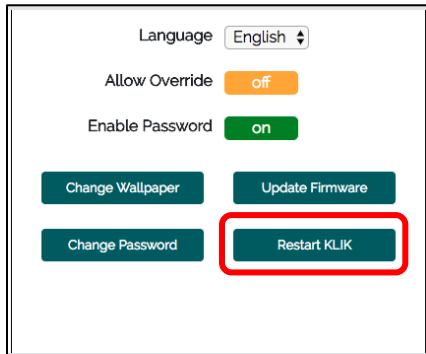 Language English
Allow Override off
Enable Password on
Change Wallpaper Update Firmware
Change Password Restart KLIK